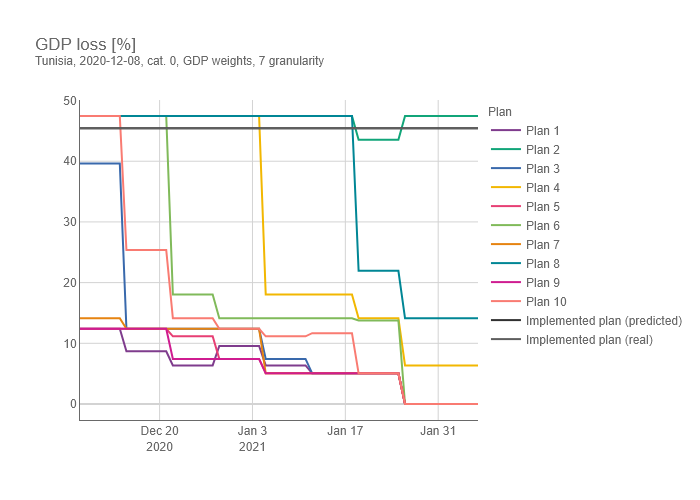 GDP loss [%]
Tunisia, 2020-12-08, cat. 0, GDP weights, 7 granularity
50
40
30
20
10
0
Dec 20
2020
Jan 3
2021
Jan 17
Jan 31
Plan
Plan 1
Plan 2
Plan 3
Plan 4
Plan 5
Plan 6
Plan 7
Plan 8
Plan 9
Plan 10
Implemented plan (predicted)
Implemented plan (real)